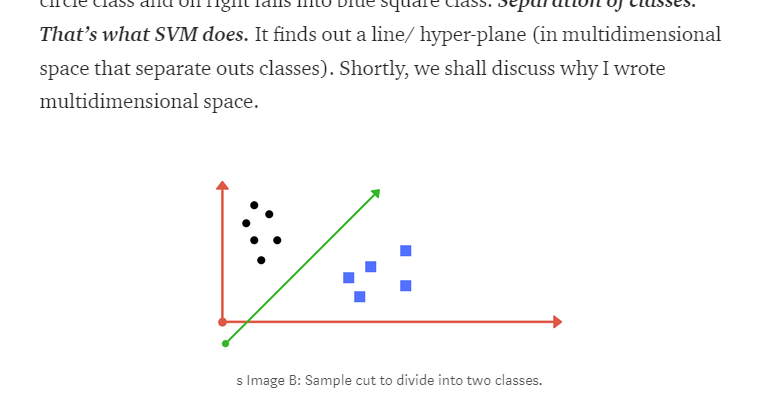 circle class and on right falls into blue square class. Separation of classes.
That’s what SVM does. It finds out a line/ hyper-plane (in multidimensional
space that separate outs classes). Shortly, we shall discuss why I wrote
multidimensional space.
s Image B: Sample cut to divide into two classes.